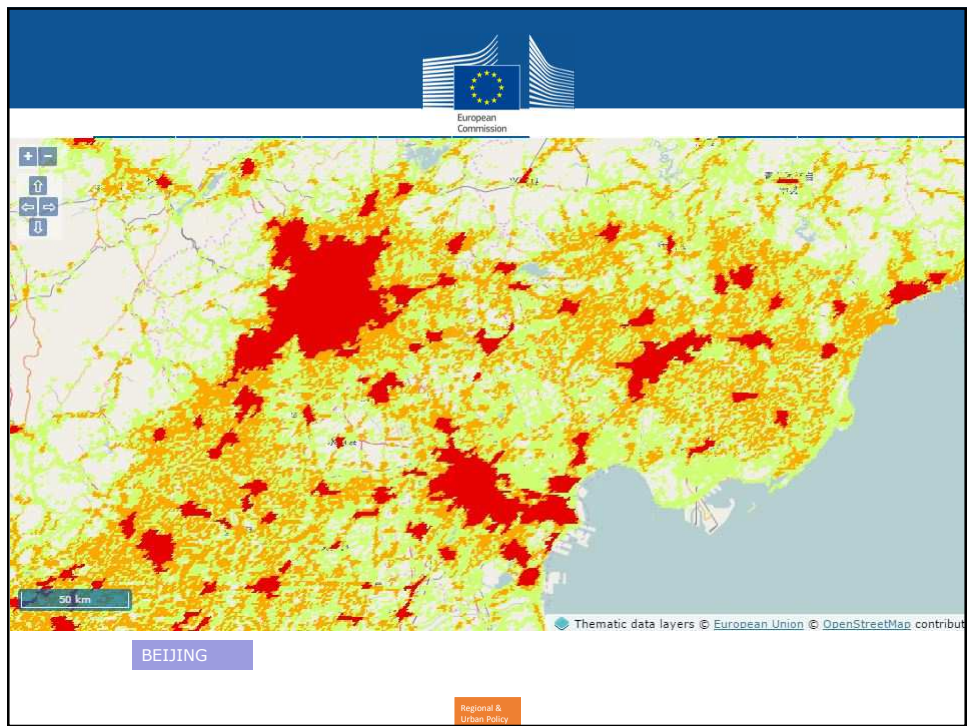 European
Commission
+ −
50 km
Thematic data layers © European Union © OpenStreetMap contribut
BEIJING
Regional &
Urban Policy